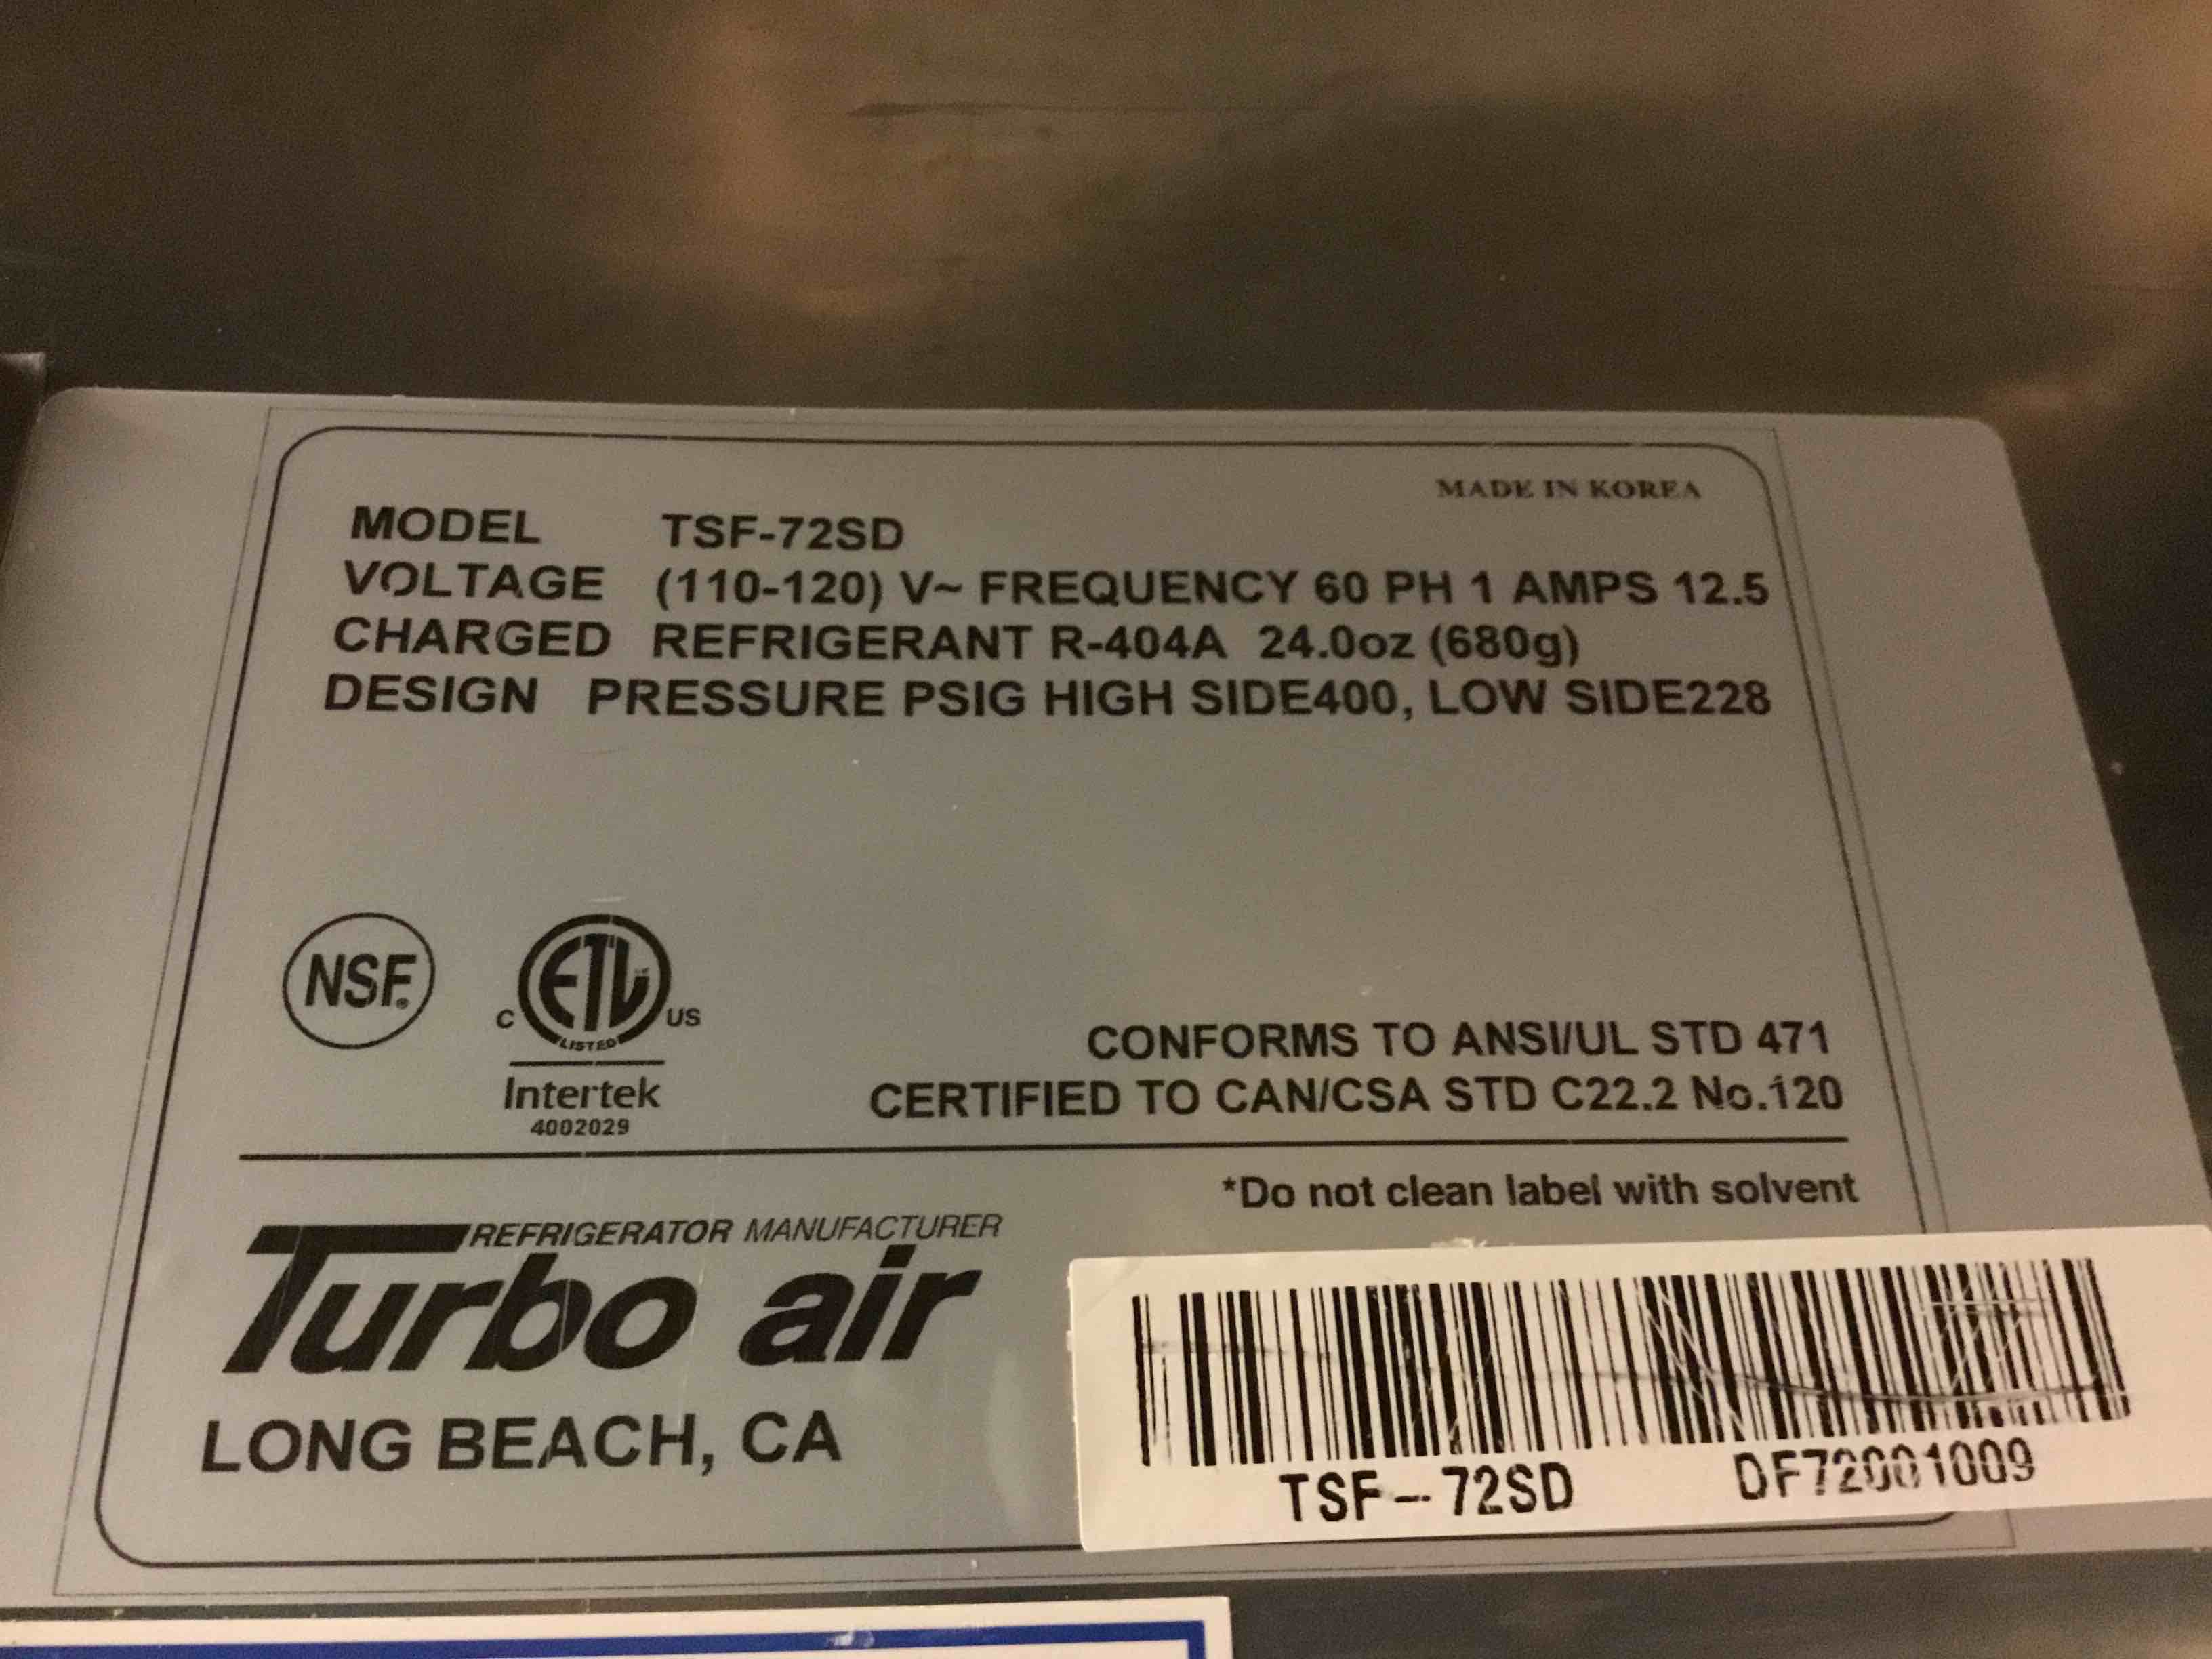 MADE IN KOREA
MODEL TSF-72SD
VOLTAGE (110-120) V~ FREQUENCY 60 PH 1 AMPS 12.5
CHARGED REFRIGERANT R-404A 24.0oz (680g)
DESIGN PRESSURE PSIG HIGH SIDE400, LOW SIDE228
NSF®
C ETL US
LISTED
Intertek
4002029
CONFORMS TO ANSI/UL STD 471
CERTIFIED TO CAN/CSA STD C22.2 No.120
*Do not clean label with solvent
REFRIGERATOR MANUFACTURER
Turbo air
LONG BEACH, CA
TSF-72SD DF72001009